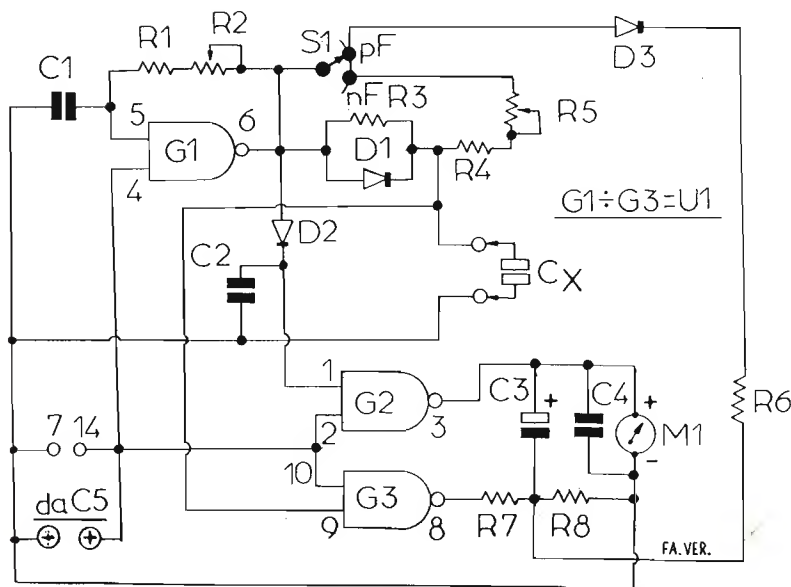 R1 R2 S1 pF
D3
C1
nF R3
R5
5 6
G1
D1
R4
4
G1÷G3=U1
D2
C2
CX
1
G2
C3 + C4 +
R6
2 3
M1
7 14
-
10
G3
da C5
R7 R8
9 8
FA.VER.
- +